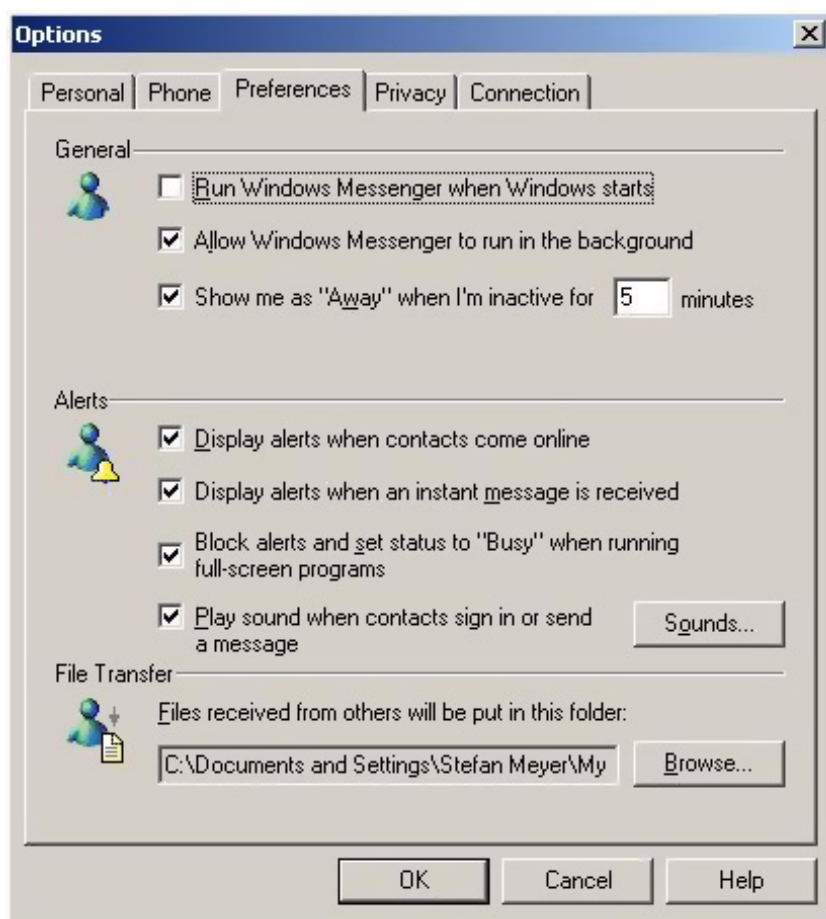 Options
Personal Phone Preferences Privacy Connection
General
Run Windows Messenger when Windows starts
Allow Windows Messenger to run in the background
Show me as "Away" when I'm inactive for 5 minutes
Alerts
Display alerts when contacts come online
Display alerts when an instant message is received
Block alerts and set status to "Busy" when running
full-screen programs
Play sound when contacts sign in or send
a message
Sounds...
File Transfer
Files received from others will be put in this folder:
C:\Documents and Settings\Stefan Meyer\My
Browse...
OK Cancel Help